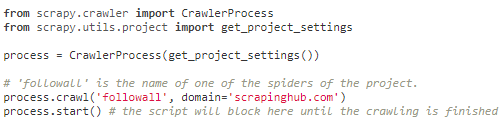 from scrapy.crawler import CrawlerProcess
from scrapy.utils.project import get_project_settings
process = CrawlerProcess(get_project_settings())
# 'followall' is the name of one of the spiders of the project.
process.crawl('followall', domain='scrapinghub.com')
process.start() # the script will block here until the crawling is finished